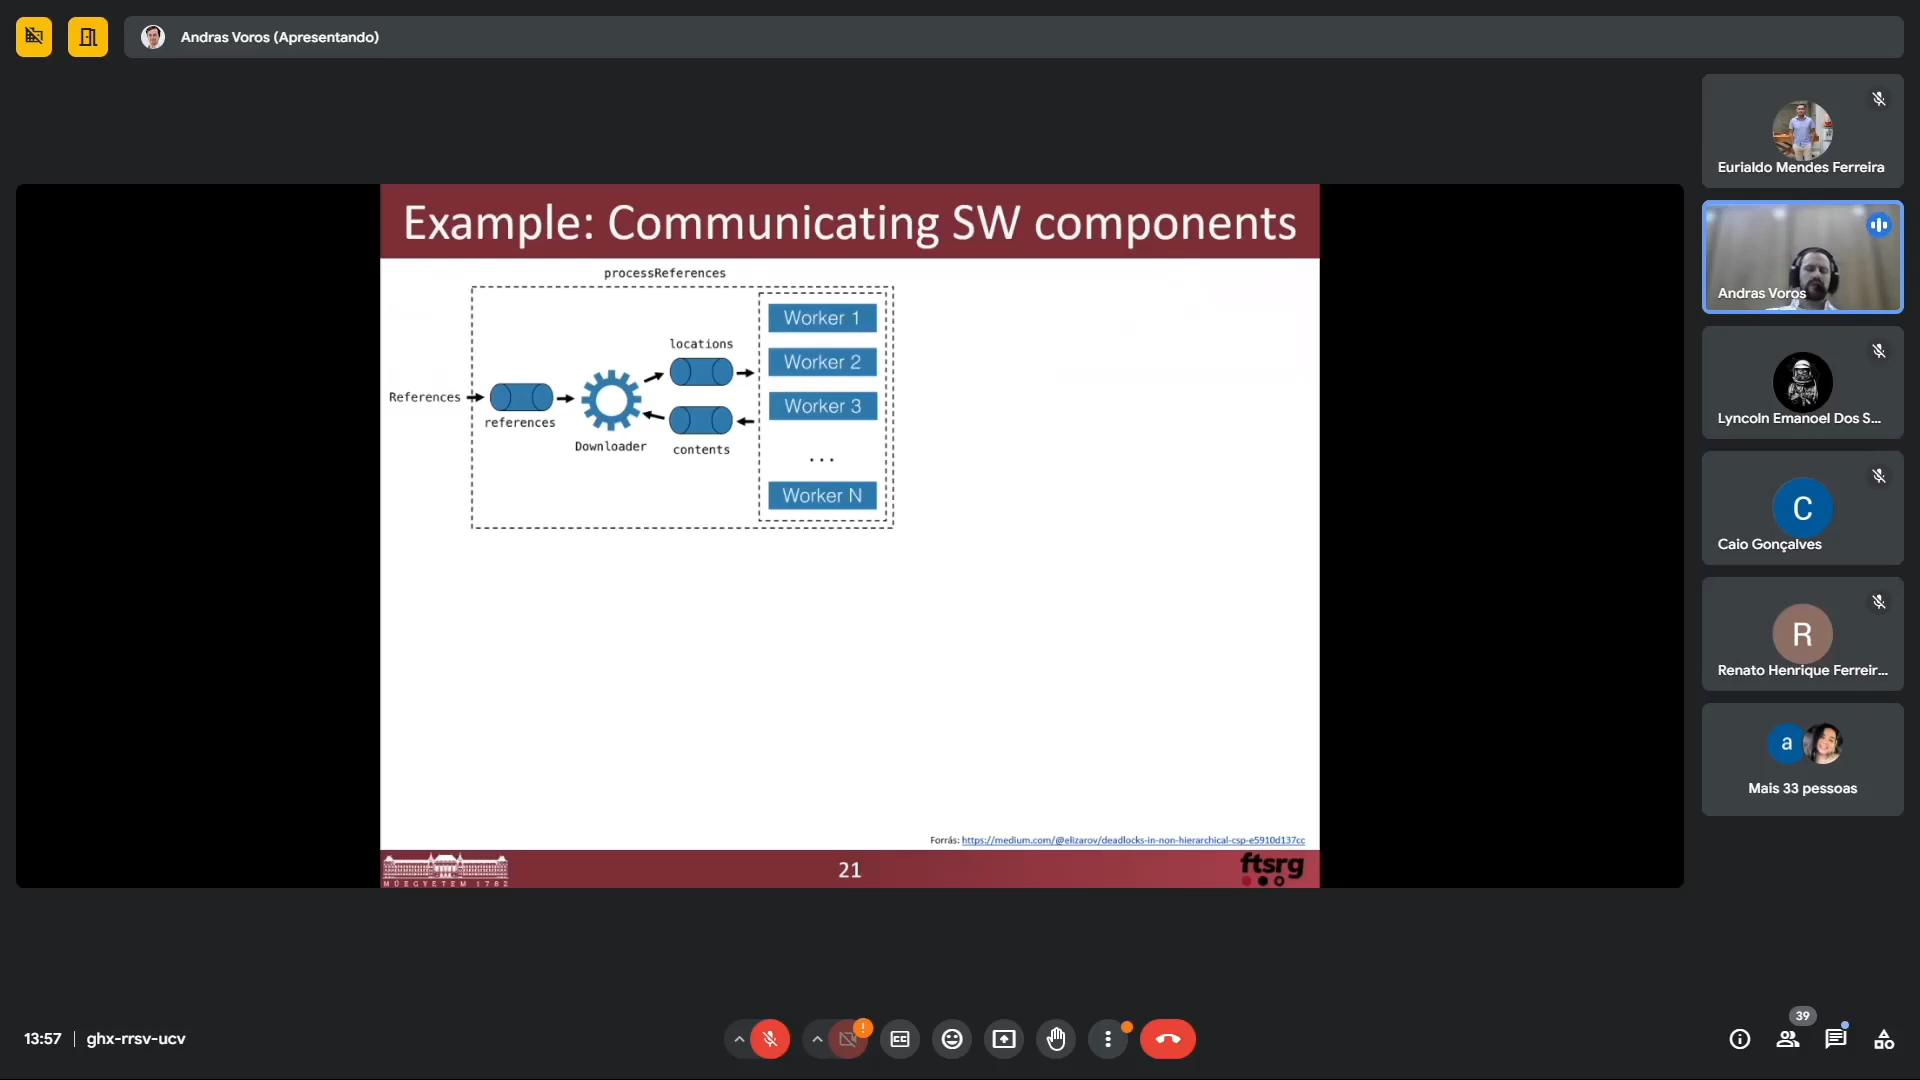 Andras Voros (Apresentando)
Eurialdo Mendes Ferreira
Andras Voros
Lyncoln Emanoel Dos S...
C
Caio Gonçalves
R
Renato Henrique Ferreir...
a
Mais 33 pessoas
Example: Communicating SW components
processReferences
Worker 1
locations
Worker 2
References
references
Worker 3
Downloader
contents
...
Worker N
Forrás: https://medium.com/@elizarov/deadlocks-in-non-hierarchical-csp-e5910d137cc
MŰEGYETEM 1782
21
ftsrg
13:57
ghx-rrsv-ucv
39